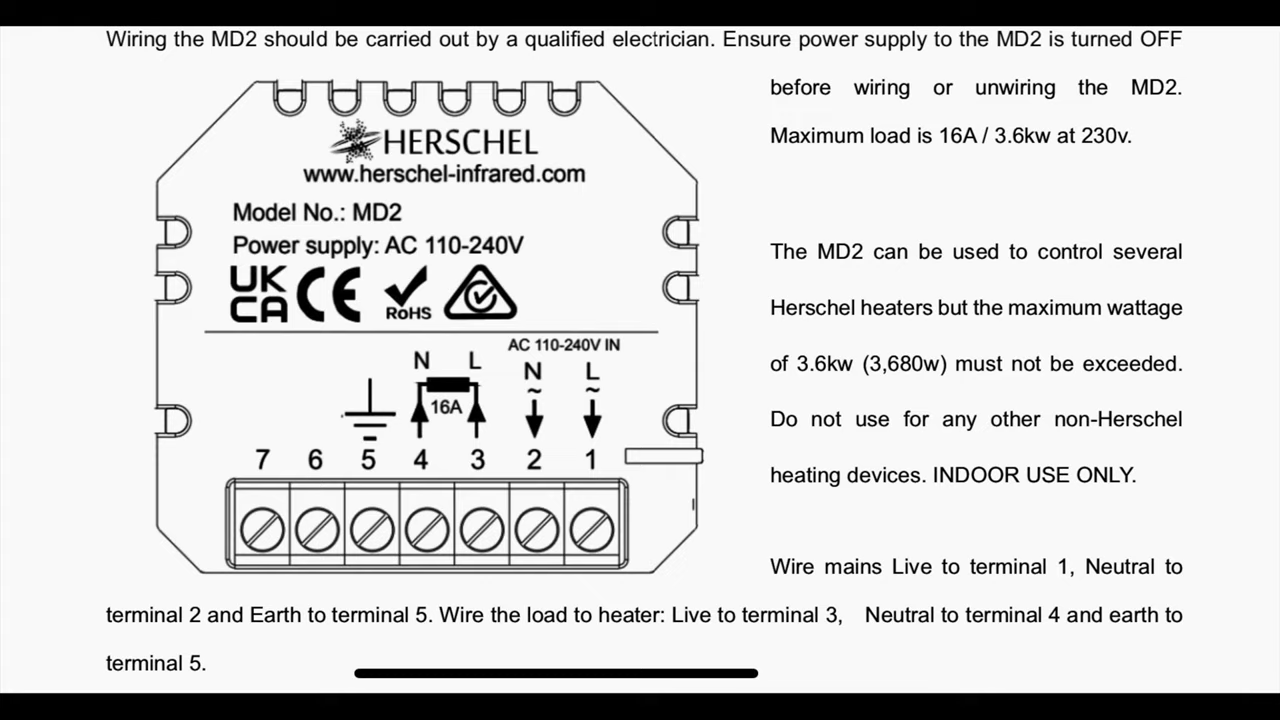 Wiring the MD2 should be carried out by a qualified electrician. Ensure power supply to the MD2 is turned OFF
before wiring or unwiring the MD2.
Maximum load is 16A / 3.6kw at 230v.
HERSCHEL
www.herschel-infrared.com
Model No.: MD2
Power supply: AC 110-240V
UK
CA CE RoHS
The MD2 can be used to control several
Herschel heaters but the maximum wattage
of 3.6kw (3,680w) must not be exceeded.
Do not use for any other non-Herschel
heating devices. INDOOR USE ONLY.
AC 110-240V IN
N L N L
~ ~
16A
7 6 5 4 3 2 1
Wire mains Live to terminal 1, Neutral to
terminal 2 and Earth to terminal 5. Wire the load to heater: Live to terminal 3, Neutral to terminal 4 and earth to
terminal 5.